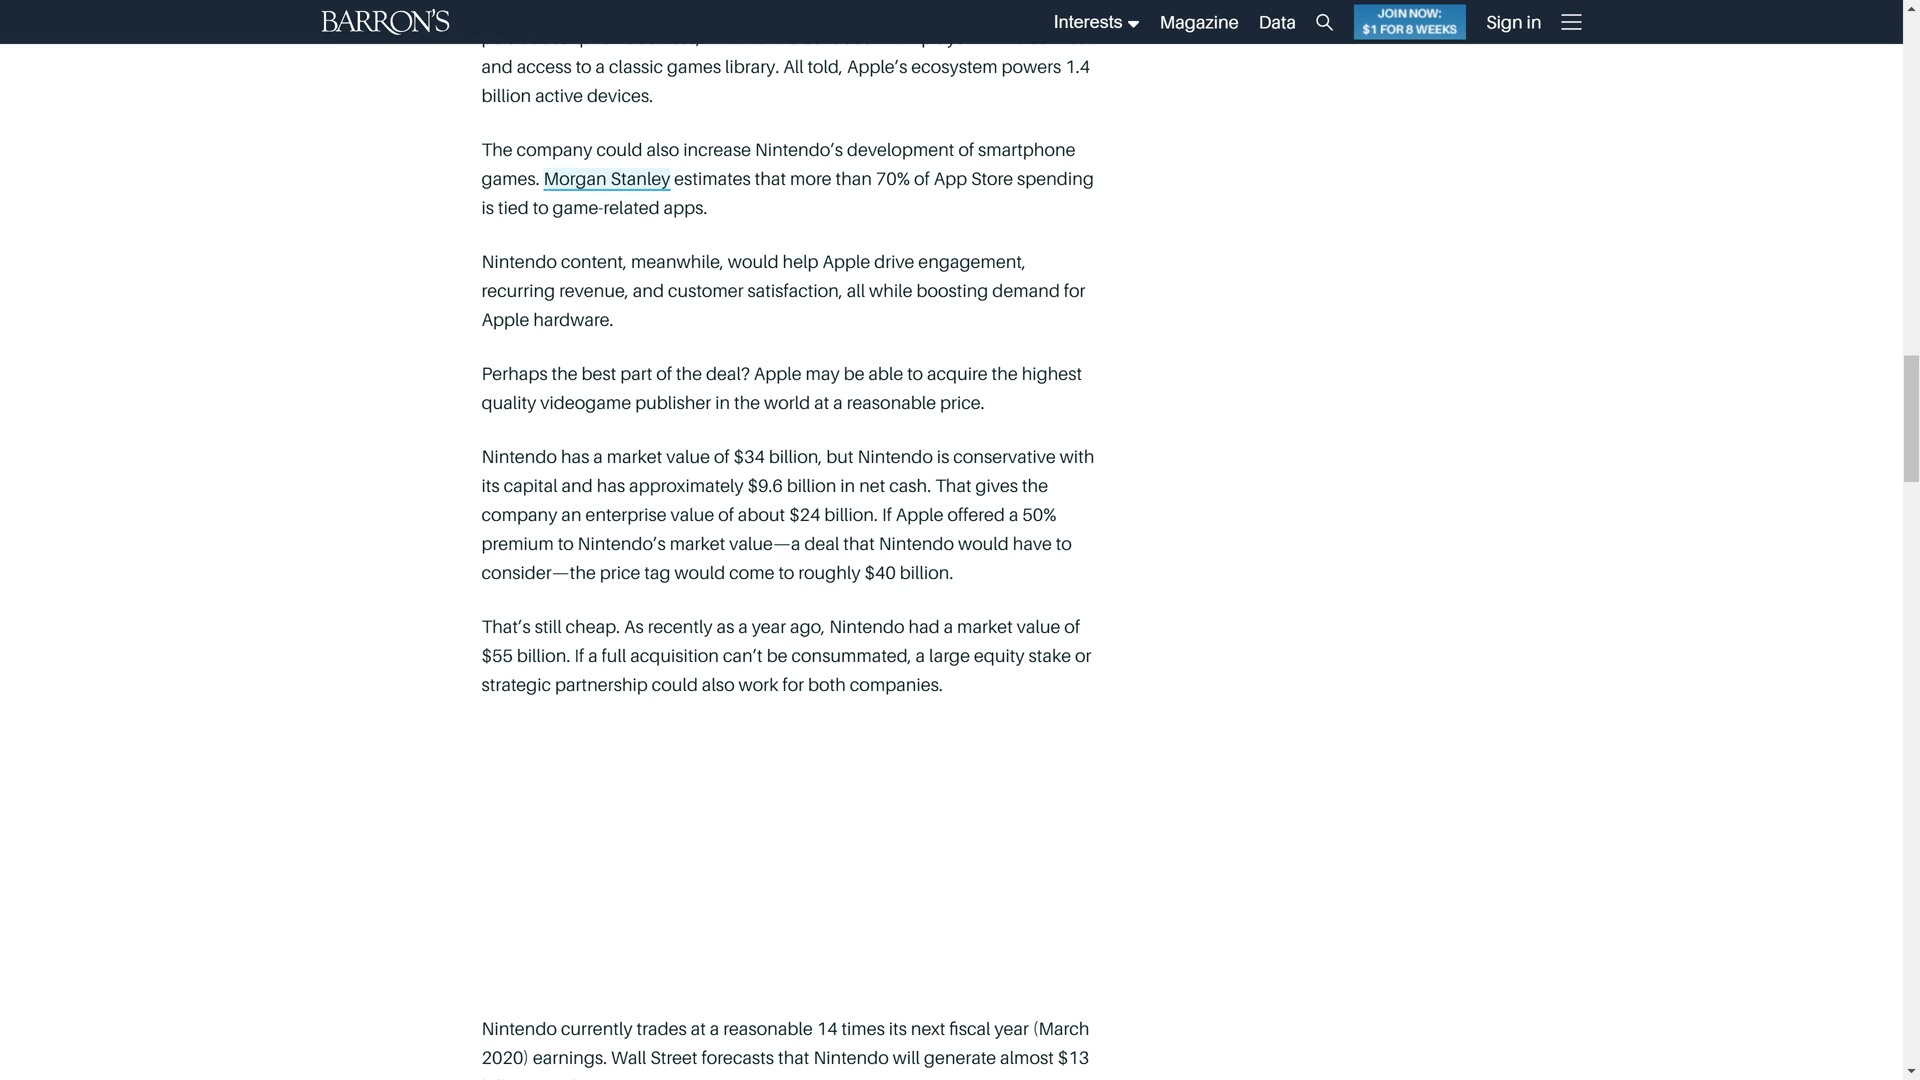 BARRON'S
Interests
Magazine
Data
JOIN NOW:
$1 FOR 8 WEEKS
Sign in
and access to a classic games library. All told, Apple’s ecosystem powers 1.4
billion active devices.
The company could also increase Nintendo’s development of smartphone
games. Morgan Stanley estimates that more than 70% of App Store spending
is tied to game-related apps.
Nintendo content, meanwhile, would help Apple drive engagement,
recurring revenue, and customer satisfaction, all while boosting demand for
Apple hardware.
Perhaps the best part of the deal? Apple may be able to acquire the highest
quality videogame publisher in the world at a reasonable price.
Nintendo has a market value of $34 billion, but Nintendo is conservative with
its capital and has approximately $9.6 billion in net cash. That gives the
company an enterprise value of about $24 billion. If Apple offered a 50%
premium to Nintendo’s market value—a deal that Nintendo would have to
consider—the price tag would come to roughly $40 billion.
That’s still cheap. As recently as a year ago, Nintendo had a market value of
$55 billion. If a full acquisition can’t be consummated, a large equity stake or
strategic partnership could also work for both companies.
Nintendo currently trades at a reasonable 14 times its next fiscal year (March
2020) earnings. Wall Street forecasts that Nintendo will generate almost $13